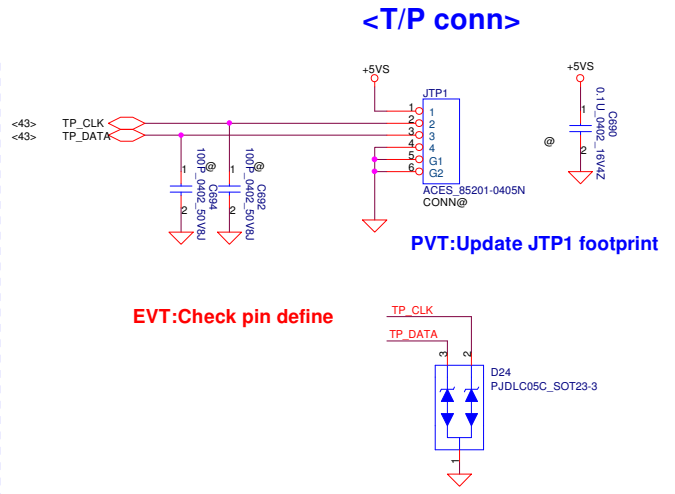 <T/P conn>
+5VS
+5VS
JTP1
<43> TP_CLK
<43> TP_DATA
1 1
2 2
3 3
4 4
5 G1
6 G2
ACES_85201-0405N
CONN@
1
2
@
C690
0.1U_0402_16V4Z
1
2
@
C694
100P_0402_50V8J
1
2
@
C692
100P_0402_50V8J
PVT:Update JTP1 footprint
EVT:Check pin define
TP_CLK
TP_DATA
3
2
D24
PJDLC05C_SOT23-3
1